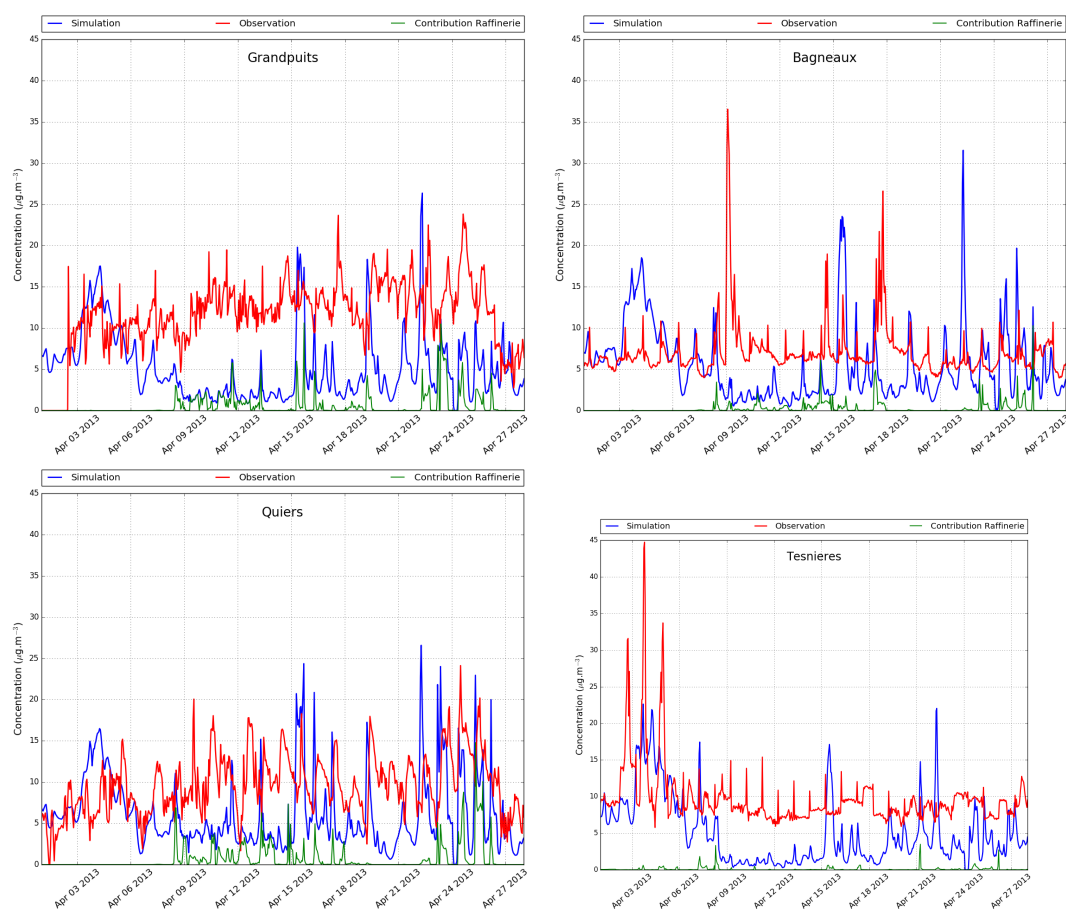 Simulation Observation Contribution Raffinerie
Grandpuits
Concentration (μg.m⁻³)
45
40
35
30
25
20
15
10
5
0
Apr 03 2013 Apr 06 2013 Apr 09 2013 Apr 12 2013 Apr 15 2013 Apr 18 2013 Apr 21 2013 Apr 24 2013 Apr 27 2013
Simulation Observation Contribution Raffinerie
Bagneaux
Concentration (μg.m⁻³)
45
40
35
30
25
20
15
10
5
0
Apr 03 2013 Apr 06 2013 Apr 09 2013 Apr 12 2013 Apr 15 2013 Apr 18 2013 Apr 21 2013 Apr 24 2013 Apr 27 2013
Simulation Observation Contribution Raffinerie
Quiers
Concentration (μg.m⁻³)
45
40
35
30
25
20
15
10
5
0
Apr 03 2013 Apr 06 2013 Apr 09 2013 Apr 12 2013 Apr 15 2013 Apr 18 2013 Apr 21 2013 Apr 24 2013 Apr 27 2013
Simulation Observation Contribution Raffinerie
Tesnieres
Concentration (μg.m⁻³)
45
40
35
30
25
20
15
10
5
0
Apr 03 2013 Apr 06 2013 Apr 09 2013 Apr 12 2013 Apr 15 2013 Apr 18 2013 Apr 21 2013 Apr 24 2013 Apr 27 2013